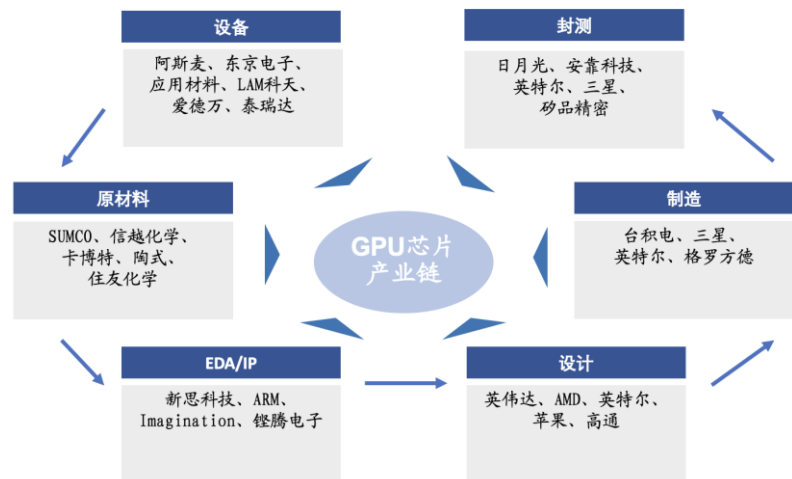 设备
阿斯麦、东京电子、
应用材料、LAM科天、
爱德万、泰瑞达
封测
日月光、安靠科技、
英特尔、三星、
矽品精密
原材料
SUMCO、信越化学、
卡博特、陶式、
住友化学
GPU芯片
产业链
制造
台积电、三星、
英特尔、格罗方德
EDA/IP
新思科技、ARM、
Imagination、铿腾电子
设计
英伟达、AMD、英特尔、
苹果、高通